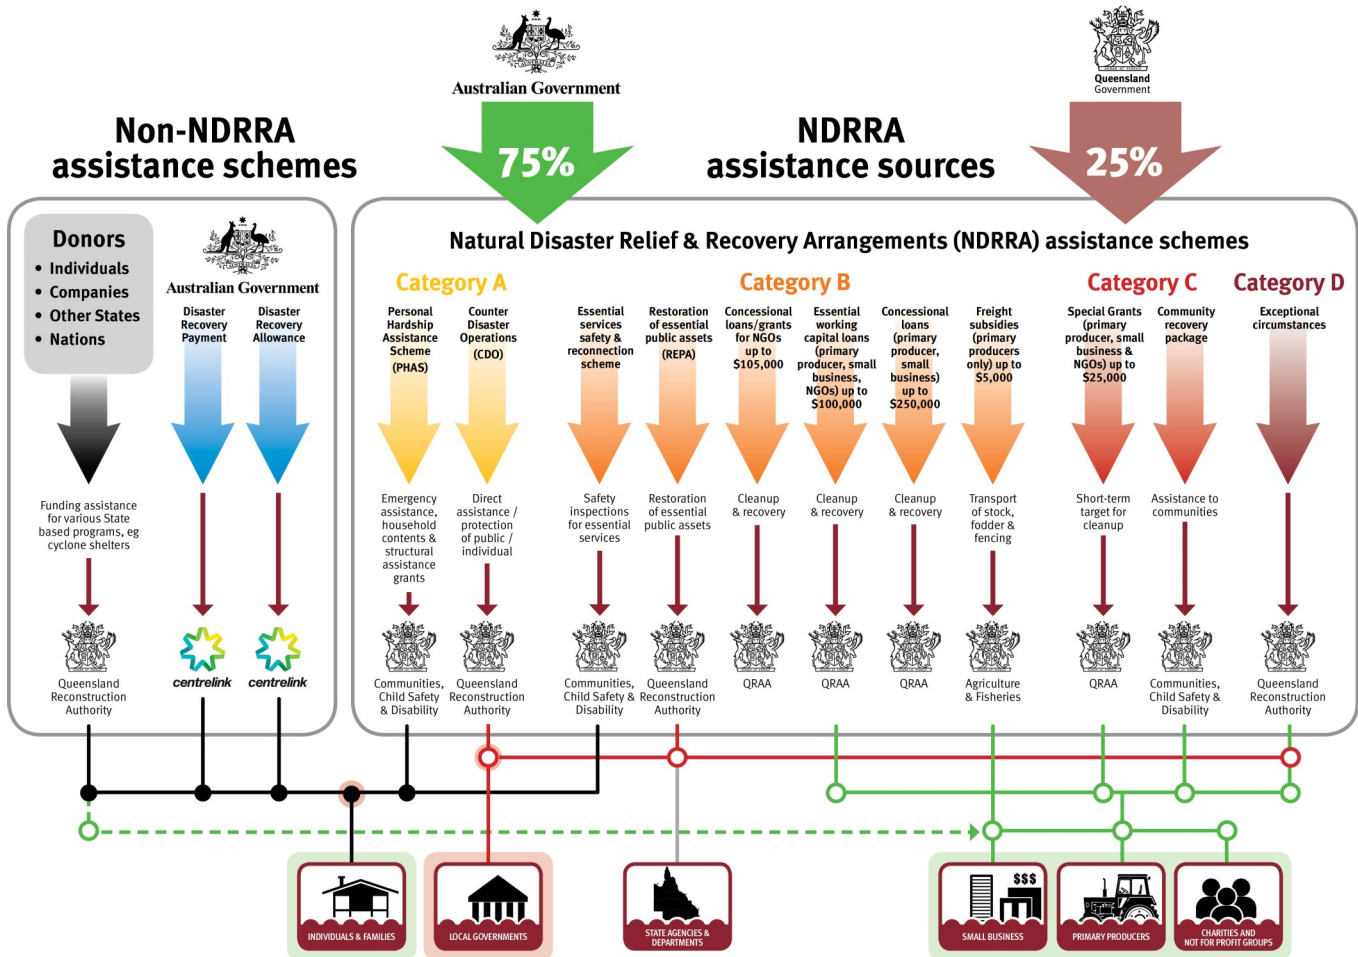 Australian Government
Queensland
Government
Non-NDRRA
assistance schemes
75%
NDRRA
assistance sources
25%
Donors
• Individuals
• Companies
• Other States
• Nations
Australian Government
Disaster
Recovery
Payment
Disaster
Recovery
Allowance
Funding assistance
for various State
based programs, eg
cyclone shelters
Queensland
Reconstruction
Authority
centrelink
centrelink
Natural Disaster Relief & Recovery Arrangements (NDRRA) assistance schemes
Category A
Category B
Category C
Category D
Personal
Hardship
Assistance
Scheme
(PHAS)
Counter
Disaster
Operations
(CDO)
Essential
services
safety &
reconnection
scheme
Restoration
of essential
public assets
(REPA)
Concessional
loans/grants
for NGOs
up to
$105,000
Essential
working
capital loans
(primary
producer, small
business,
NGOs) up to
$100,000
Concessional
loans
(primary
producer,
small
business)
up to
$250,000
Freight
subsidies
(primary
producers
only) up to
$5,000
Special Grants
(primary
producer, small
business &
NGOs) up to
$25,000
Community
recovery
package
Exceptional
circumstances
Emergency
assistance,
household
contents &
structural
assistance
grants
Direct
assistance /
protection
of public /
individual
Safety
inspections
for essential
services
Restoration
of essential
public assets
Cleanup
& recovery
Cleanup
& recovery
Cleanup
& recovery
Transport
of stock,
fodder &
fencing
Short-term
target for
cleanup
Assistance to
communities
Communities,
Child Safety
& Disability
Queensland
Reconstruction
Authority
Communities,
Child Safety &
Disability
Queensland
Reconstruction
Authority
QRAA
QRAA
QRAA
Agriculture
& Fisheries
QRAA
Communities,
Child Safety &
Disability
Queensland
Reconstruction
Authority
INDIVIDUALS & FAMILIES
LOCAL GOVERNMENTS
STATE AGENCIES &
DEPARTMENTS
$$$
SMALL BUSINESS
PRIMARY PRODUCERS
CHARITIES AND
NOT FOR PROFIT GROUPS